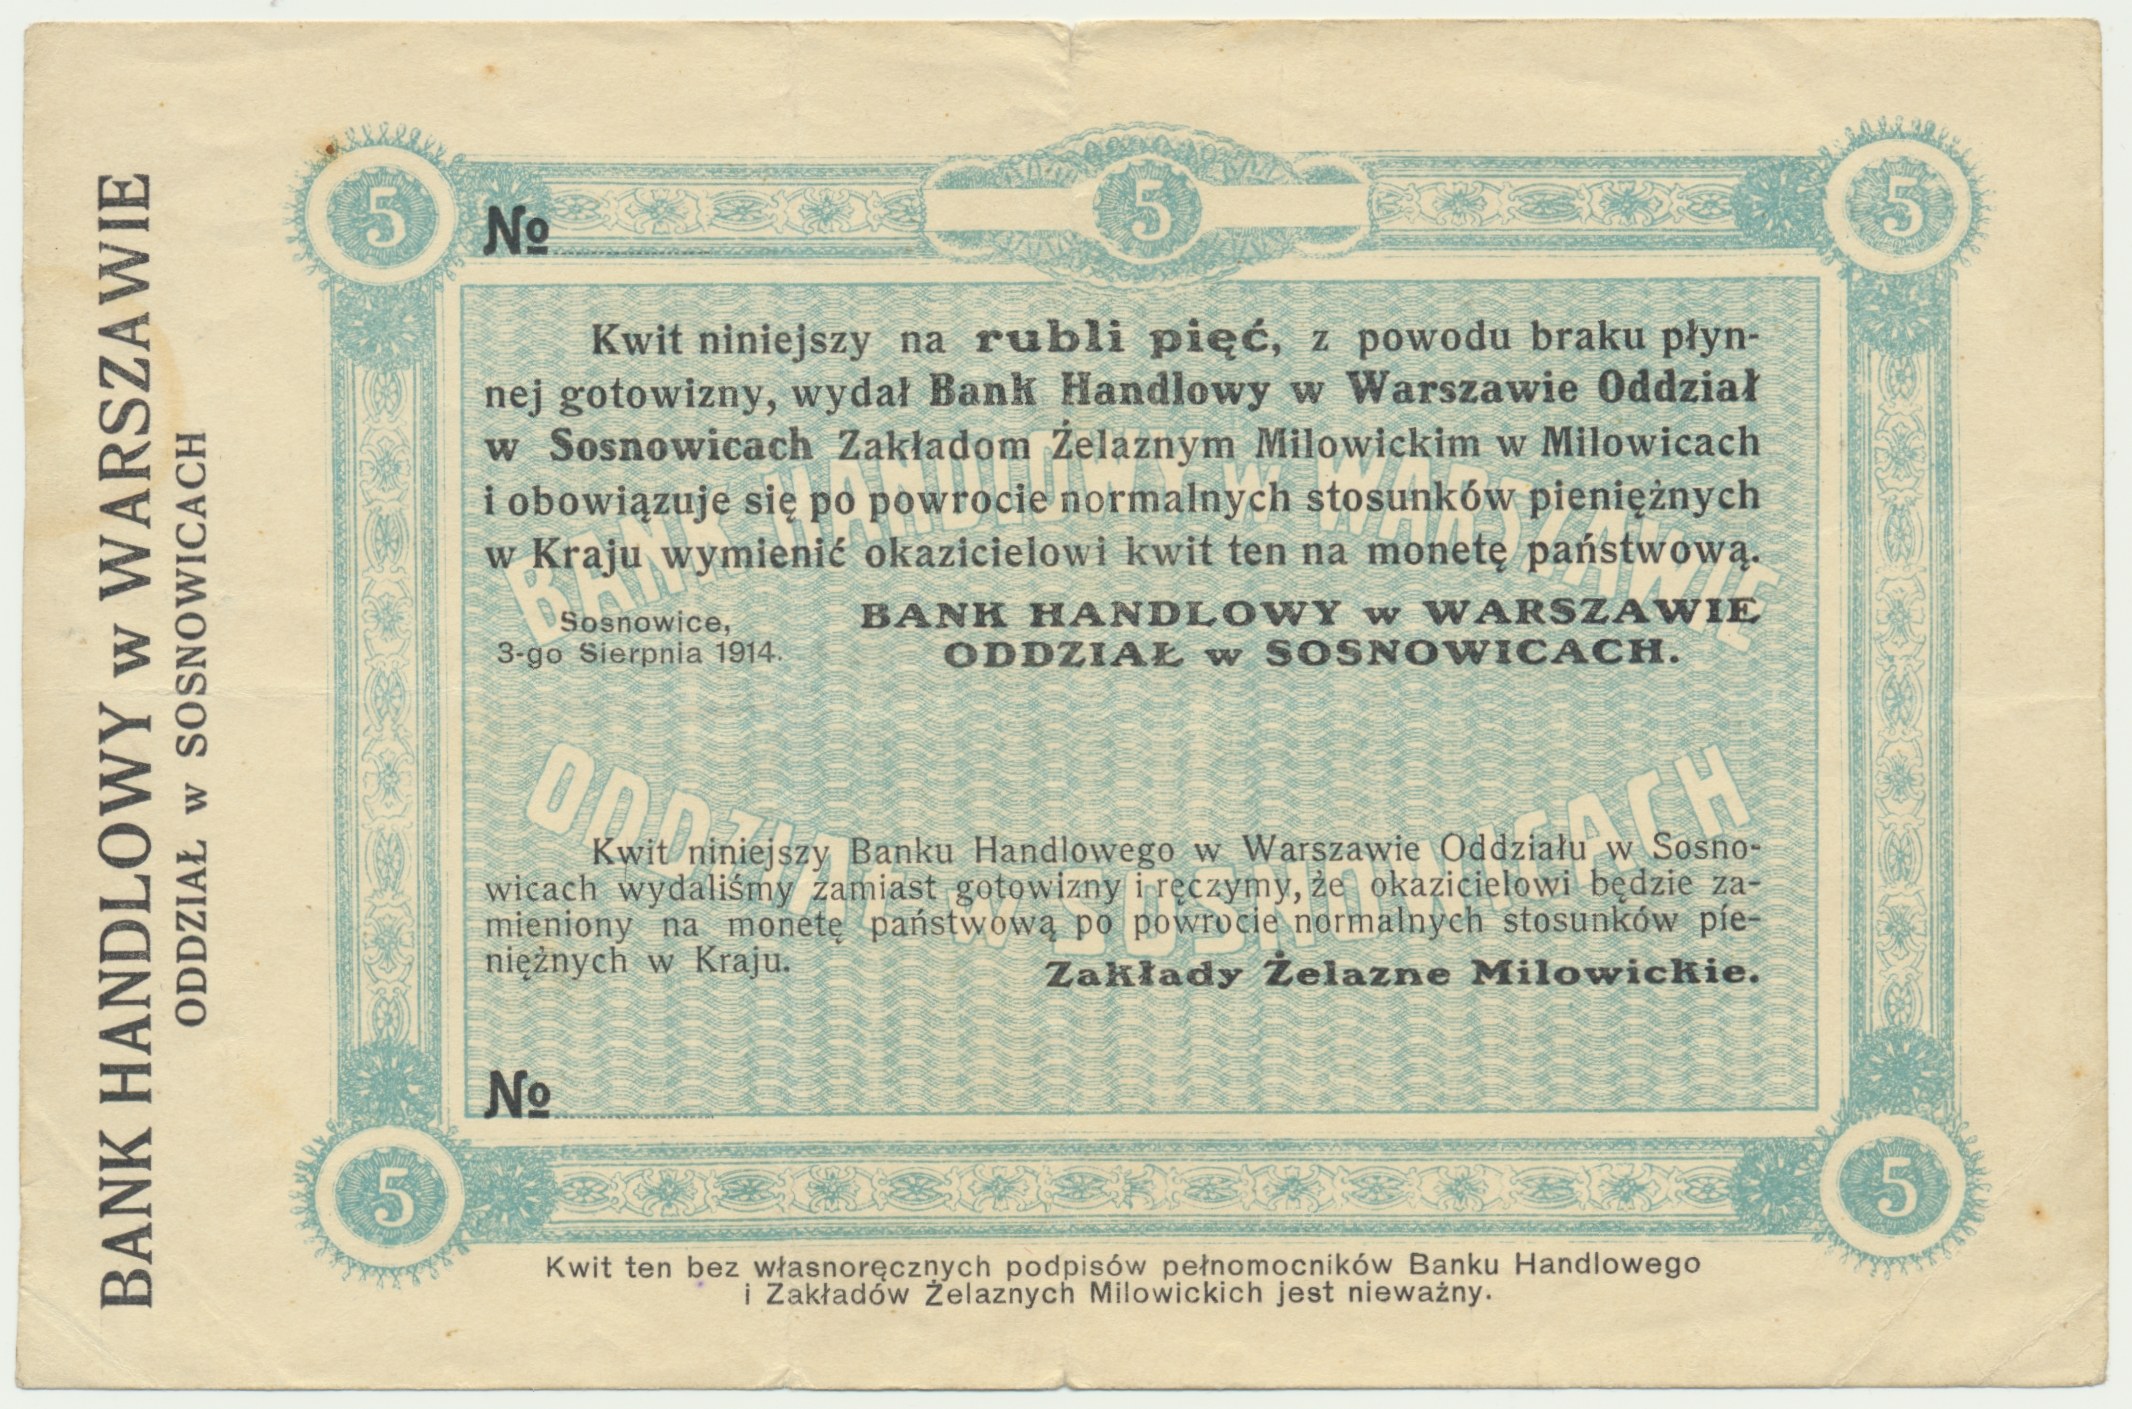 BANK HANDLOWY w WARSZAWIE
ODDZIAŁ w SOSNOWICACH
5 5 5
№
Kwit niniejszy na rubli pięć, z powodu braku płyn-
nej gotowizny, wydał Bank Handlowy w Warszawie Oddział
w Sosnowicach Zakładom Żelaznym Milowickim w Milowicach
i obowiązuje się po powrocie normalnych stosunków pieniężnych
w Kraju wymienić okazicielowi kwit ten na monetę państwową.
BANK HANDLOWY w WARSZAWIE
Sosnowice,
3-go Sierpnia 1914.
BANK HANDLOWY w WARSZAWIE
ODDZIAŁ w SOSNOWICACH.
ODDZIAŁ w SOSNOWICACH
Kwit niniejszy Banku Handlowego w Warszawie Oddziału w Sosno-
wicach wydaliśmy zamiast gotowizny i ręczymy, że okazicielowi będzie za-
mieniony na monetę państwową po powrocie normalnych stosunków pie-
niężnych w Kraju.
Zakłady Żelazne Milowickie.
№
5 5
Kwit ten bez własnoręcznych podpisów pełnomocników Banku Handlowego
i Zakładów Żelaznych Milowickich jest nieważny.